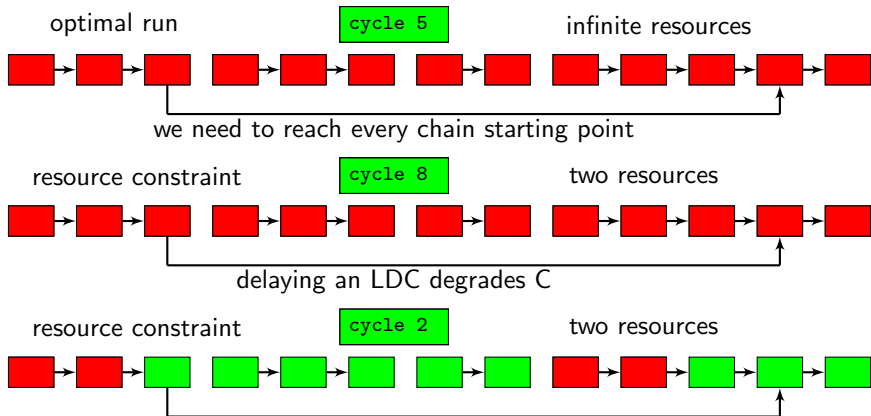 optimal run cycle 5 infinite resources
we need to reach every chain starting point
resource constraint cycle 8 two resources
delaying an LDC degrades C
resource constraint cycle 2 two resources